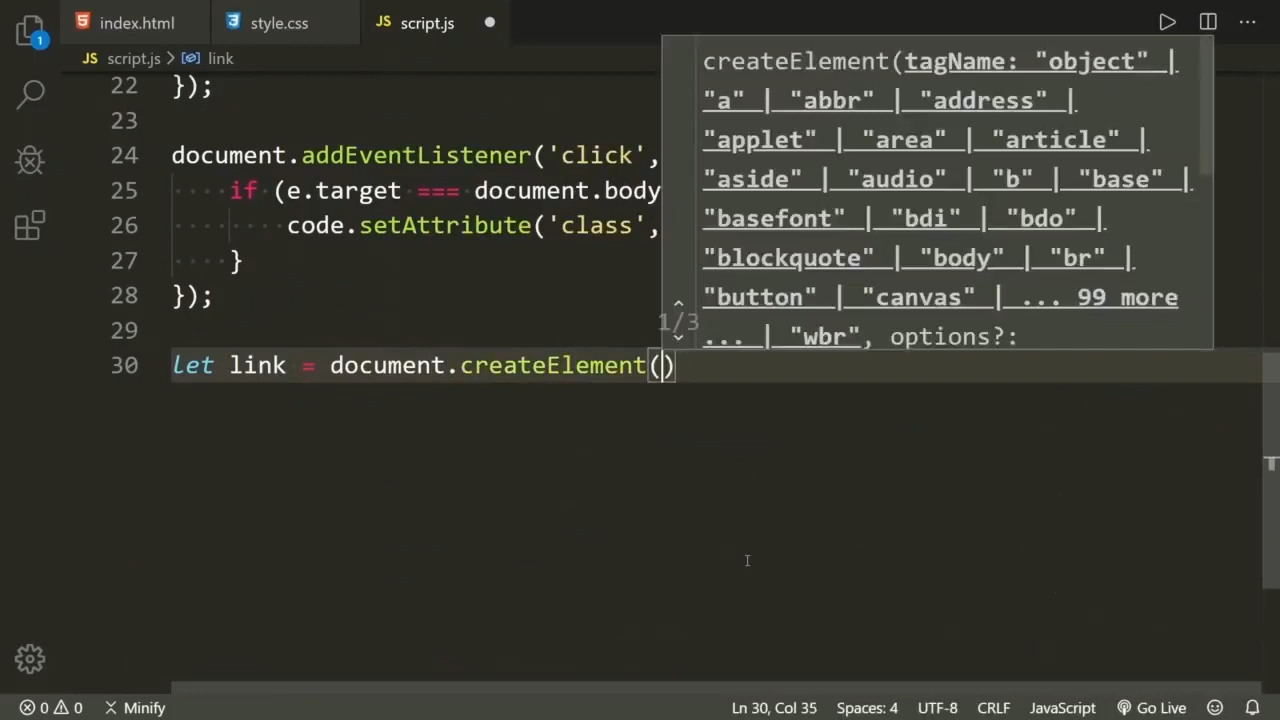 index.html
style.css
JS script.js
1
JS script.js > link
createElement(tagName: "object" |
"a" | "abbr" | "address" |
"applet" | "area" | "article" |
"aside" | "audio" | "b" | "base" |
"basefont" | "bdi" | "bdo" |
"blockquote" | "body" | "br" |
"button" | "canvas" | ... 99 more
... | "wbr", options?:
1/3
22 });
23
24 document.addEventListener('click',
25 if (e.target === document.body
26 code.setAttribute('class',
27 }
28 });
29
30 let link = document.createElement()
0 0 Minify Ln 30, Col 35 Spaces: 4 UTF-8 CRLF JavaScript Go Live